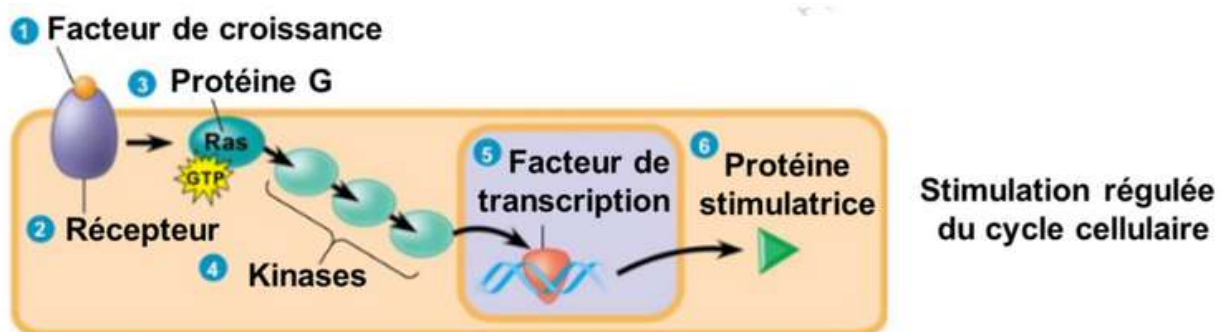 1 Facteur de croissance
3 Protéine G
Ras
GTP
2 Récepteur
4 Kinases
5 Facteur de
transcription
6 Protéine
stimulatrice
Stimulation régulée
du cycle cellulaire